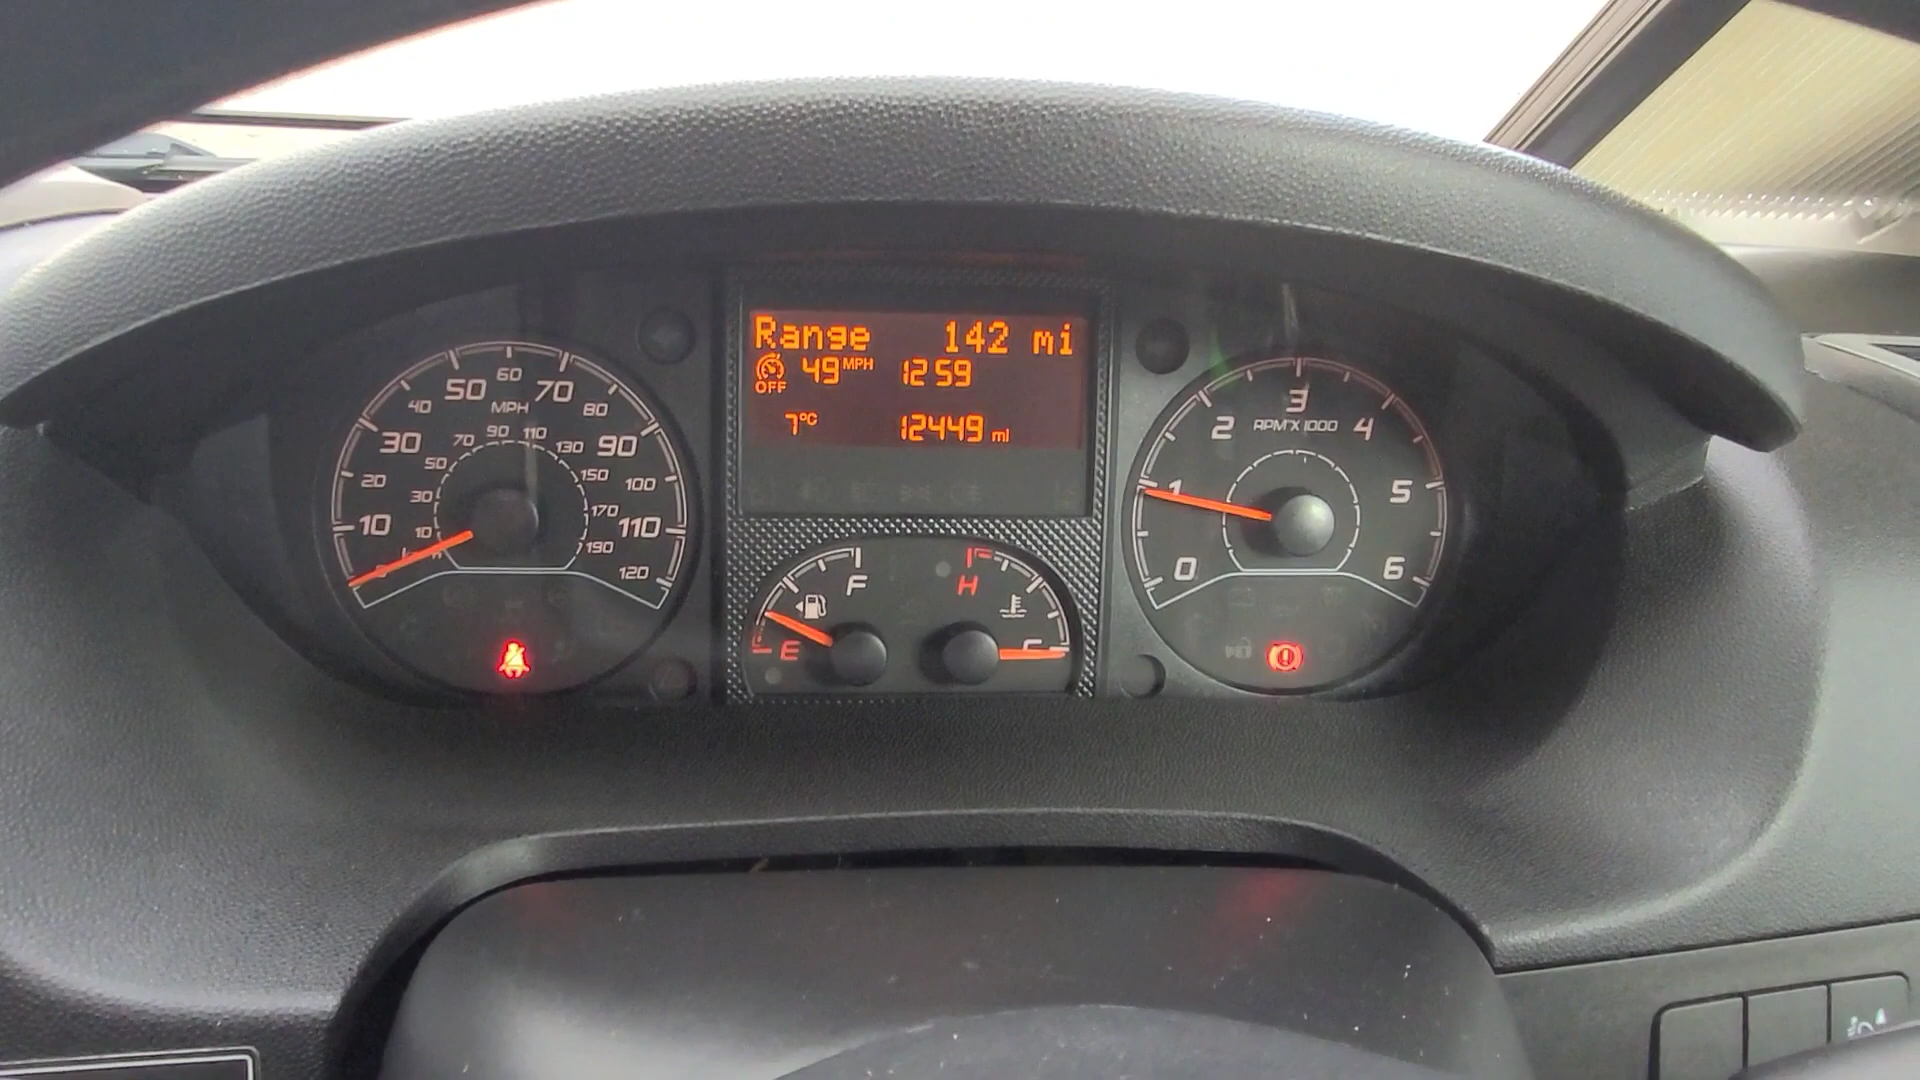 Range 142 mi
OFF 49 MPH 12 59
7°C 12449 mi
10 20 30 40 50 60 70 80 90 100 110 120
MPH
10 30 50 70 90 110 130 150 170 190
0 1 2 3 4 5 6
RPM X 1000
F
E
H